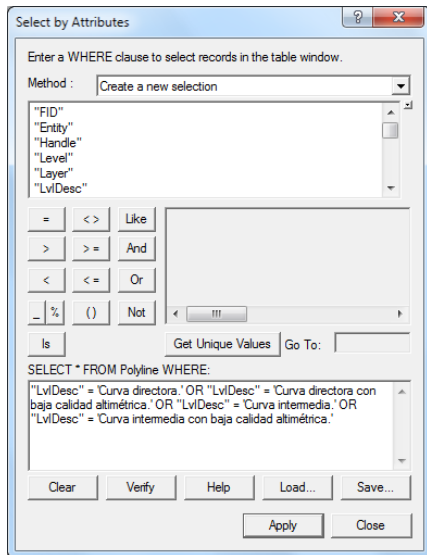 Select by Attributes
Enter a WHERE clause to select records in the table window.
Method : Create a new selection
"FID"
"Entity"
"Handle"
"Level"
"Layer"
"LvlDesc"
= <> Like
> >= And
< <= Or
_ % () Not
Is Get Unique Values Go To:
SELECT * FROM Polyline WHERE:
"LvlDesc" = 'Curva directora.' OR "LvlDesc" = 'Curva directora con
baja calidad altimétrica.' OR "LvlDesc" = 'Curva intermedia.' OR
"LvlDesc" = 'Curva intermedia con baja calidad altimétrica.'
Clear Verify Help Load... Save...
Apply Close